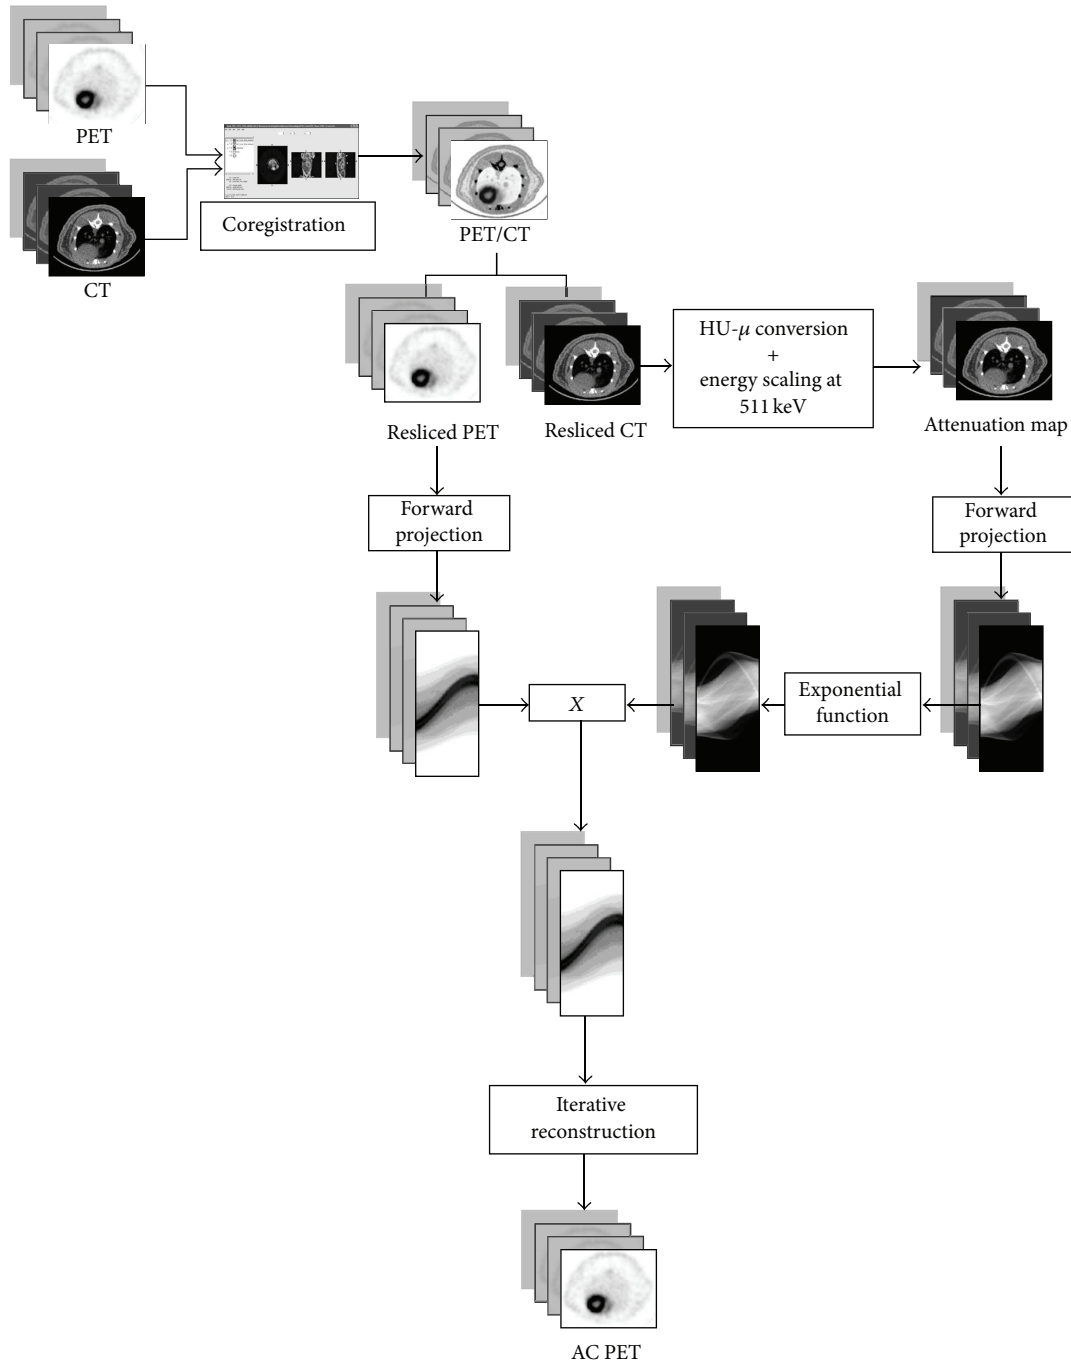 PET
CT
Coregistration
PET/CT
Resliced PET
Resliced CT
HU-μ conversion
+
energy scaling at
511 keV
Attenuation map
Forward
projection
Forward
projection
X
Exponential
function
Iterative
reconstruction
AC PET